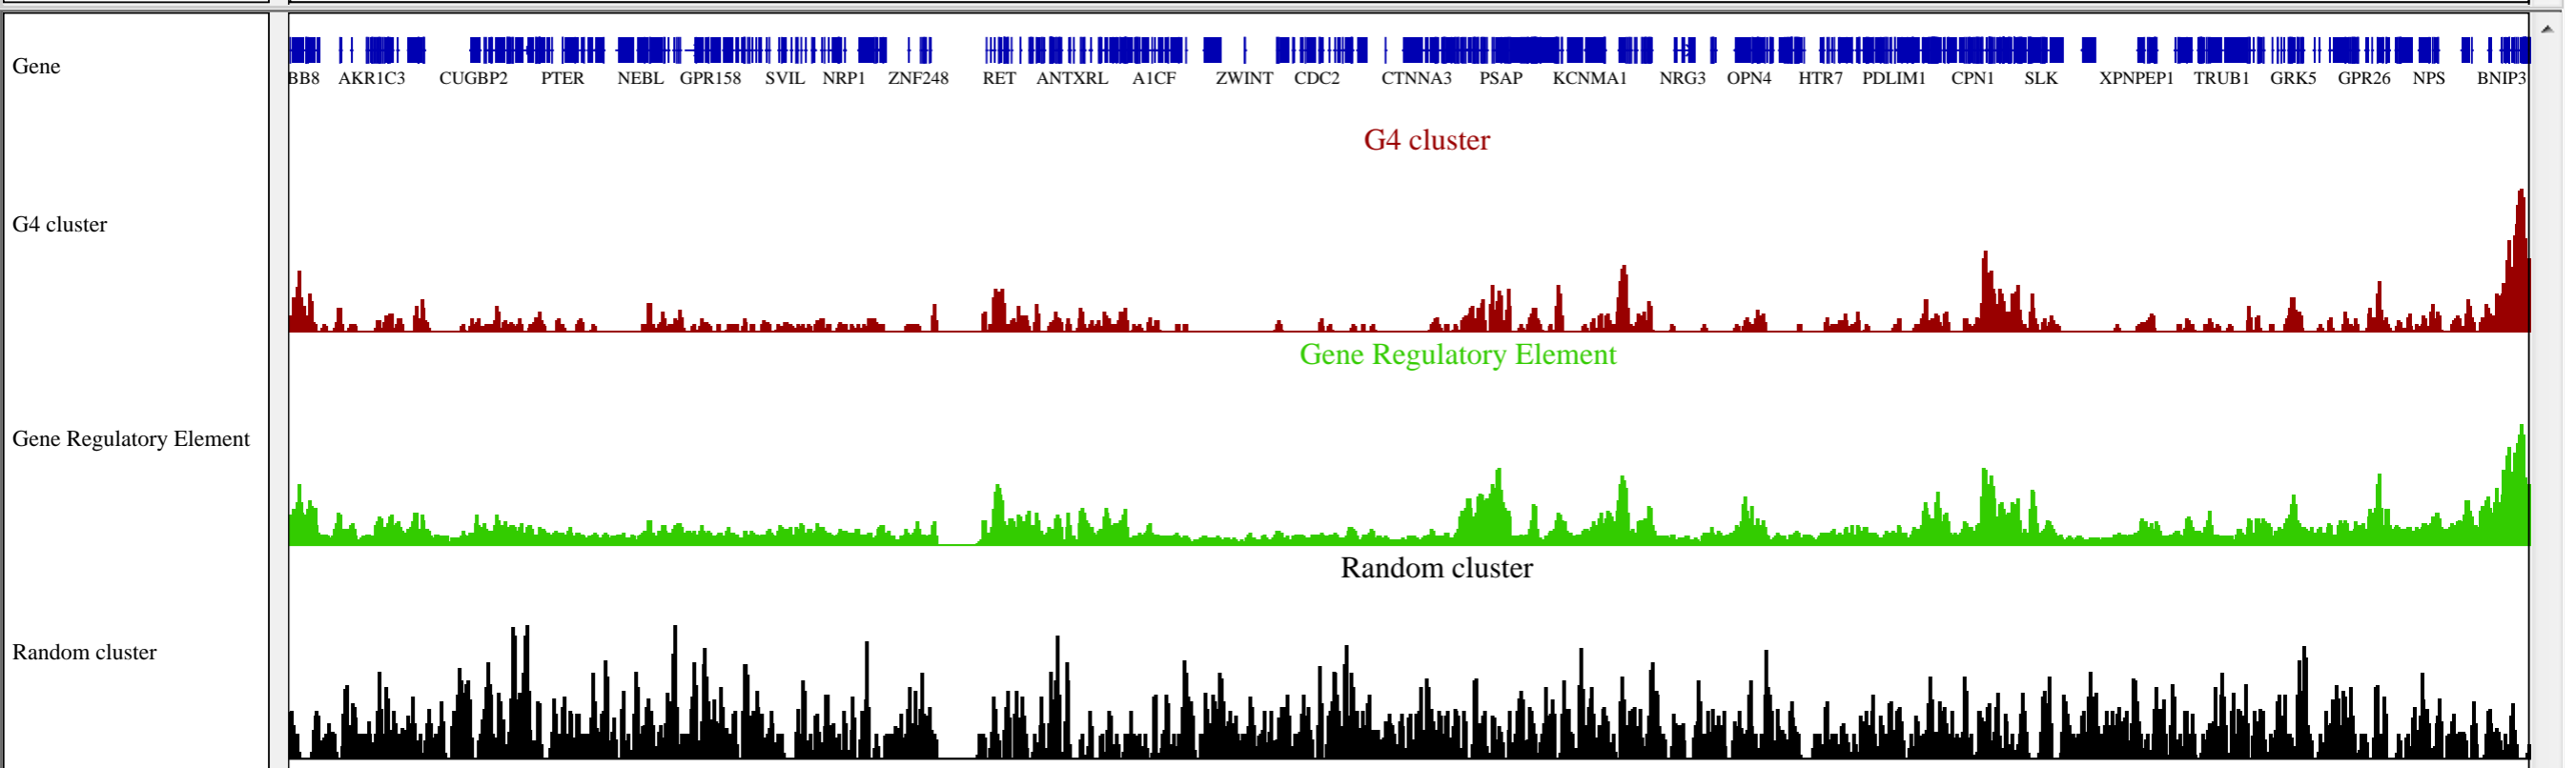 Gene
BB8 AKR1C3 CUGBP2 PTER NEBL GPR158 SVIL NRP1 ZNF248 RET ANTXRL A1CF ZWINT CDC2 CTNNA3 PSAP KCNMA1 NRG3 OPN4 HTR7 PDLIM1 CPN1 SLK XPNPEP1 TRUB1 GRK5 GPR26 NPS BNIP3
G4 cluster
G4 cluster
Gene Regulatory Element
Gene Regulatory Element
Random cluster
Random cluster